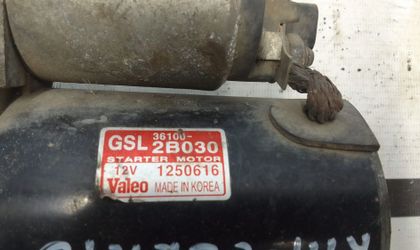 GSL 36100-2B030
STARTER MOTOR
12V 1250616
Valeo MADE IN KOREA